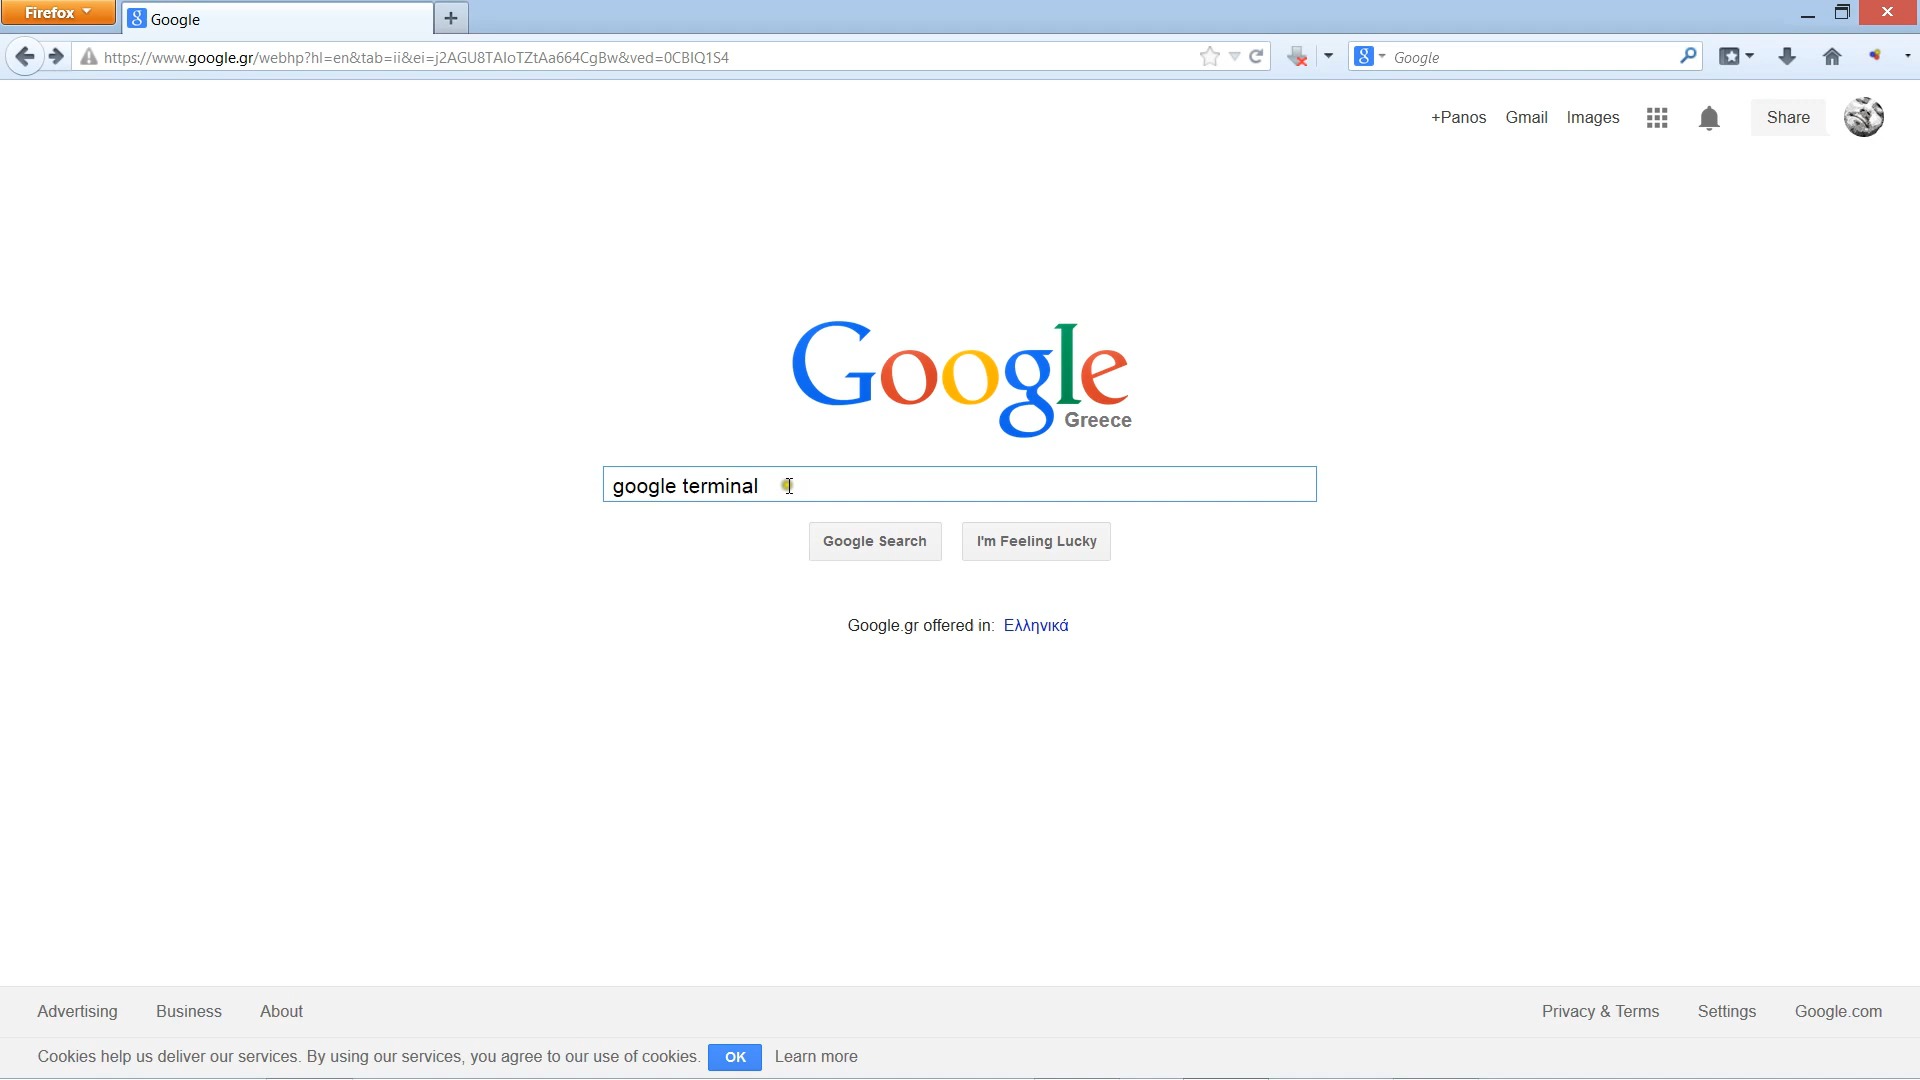 Firefox
Google
https://www.google.gr/webhp?hl=en&tab=ii&ei=j2AGU8TAIoTZtAa664CgBw&ved=0CBIQ1S4
Google
+Panos Gmail Images Share
Google
Greece
google terminal
Google Search I'm Feeling Lucky
Google.gr offered in: Ελληνικά
Advertising Business About Privacy & Terms Settings Google.com
Cookies help us deliver our services. By using our services, you agree to our use of cookies. OK Learn more